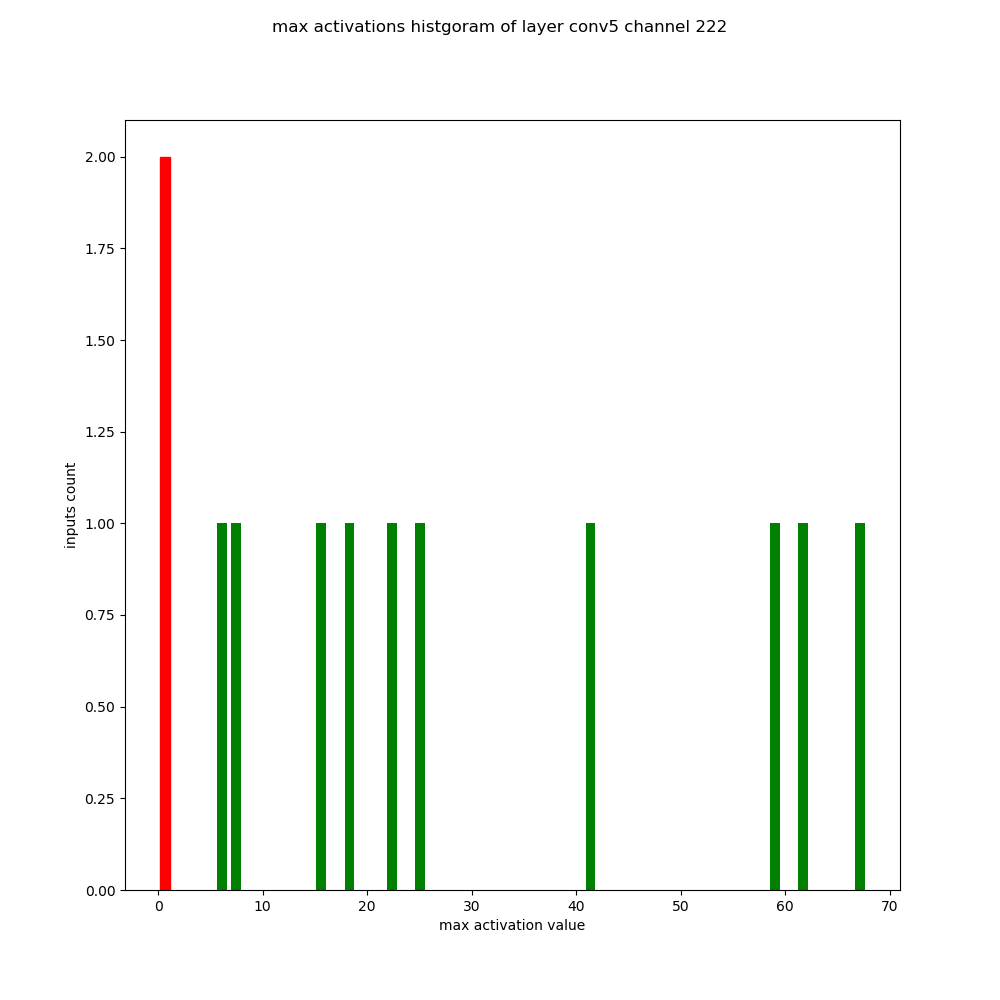 max activations histgoram of layer conv5 channel 222
2.00
1.75
1.50
1.25
1.00
0.75
0.50
0.25
0.00
inputs count
0 10 20 30 40 50 60 70
max activation value